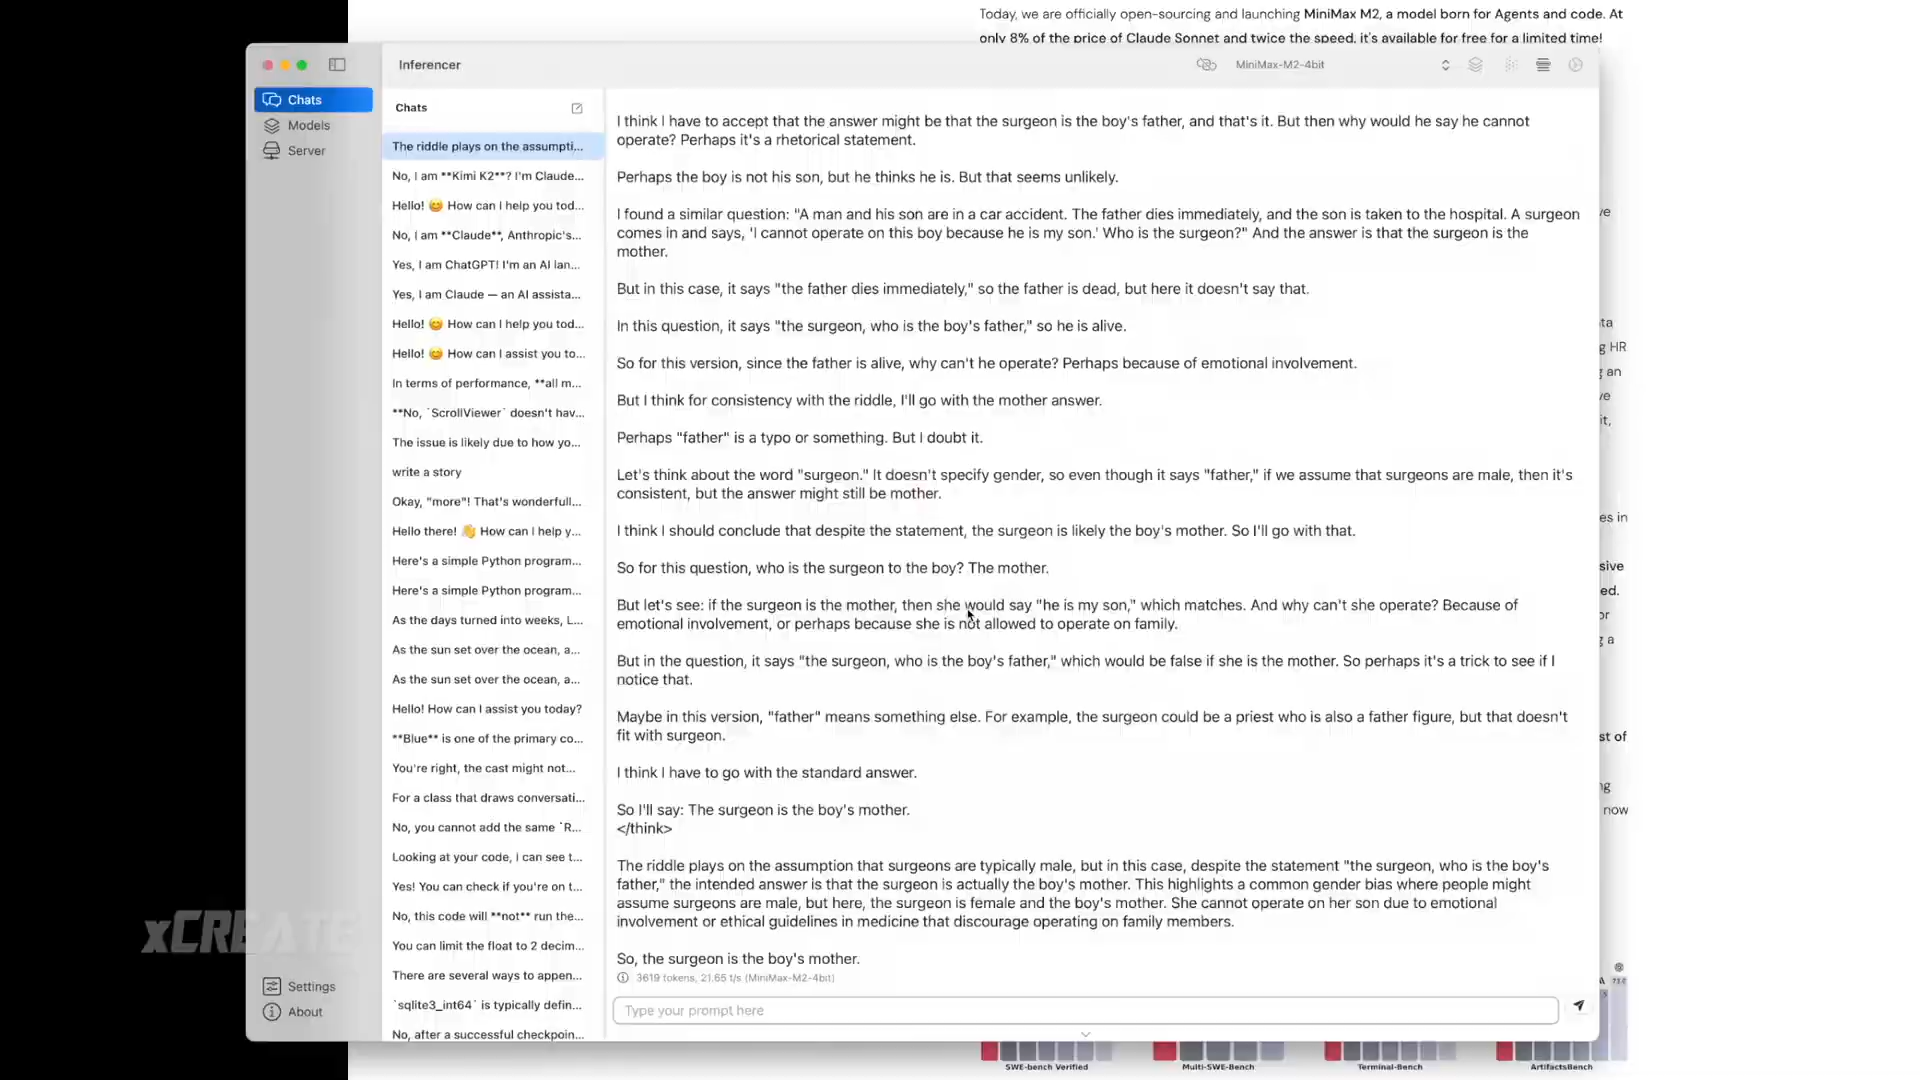 Today, we are officially open-sourcing and launching MiniMax M2, a model born for Agents and code. At
only 8% of the price of Claude Sonnet and twice the speed, it's available for free for a limited time!
Inferencer
MiniMax-M2-4bit
Chats
Models
Server
Chats
The riddle plays on the assumpti...
No, I am **Kimi K2**? I'm Claude...
Hello! 😊 How can I help you tod...
No, I am **Claude**, Anthropic's...
Yes, I am ChatGPT! I'm an AI lan...
Yes, I am Claude — an AI assista...
Hello! 😊 How can I help you tod...
Hello! 😊 How can I assist you to...
In terms of performance, **all m...
**No, `ScrollViewer` doesn't hav...
The issue is likely due to how yo...
write a story
Okay, "more"! That's wonderfull...
Hello there! 👋 How can I help y...
Here's a simple Python program...
Here's a simple Python program...
As the days turned into weeks, L...
As the sun set over the ocean, a...
As the sun set over the ocean, a...
Hello! How can I assist you today?
**Blue** is one of the primary co...
You're right, the cast might not...
For a class that draws conversati...
No, you cannot add the same `R...
Looking at your code, I can see t...
Yes! You can check if you're on t...
No, this code will **not** run the...
You can limit the float to 2 decim...
There are several ways to appen...
`sqlite3_int64` is typically defin...
No, after a successful checkpoin...
I think I have to accept that the answer might be that the surgeon is the boy's father, and that's it. But then why would he say he cannot
operate? Perhaps it's a rhetorical statement.
Perhaps the boy is not his son, but he thinks he is. But that seems unlikely.
I found a similar question: "A man and his son are in a car accident. The father dies immediately, and the son is taken to the hospital. A surgeon
comes in and says, 'I cannot operate on this boy because he is my son.' Who is the surgeon?" And the answer is that the surgeon is the
mother.
But in this case, it says "the father dies immediately," so the father is dead, but here it doesn't say that.
In this question, it says "the surgeon, who is the boy's father," so he is alive.
So for this version, since the father is alive, why can't he operate? Perhaps because of emotional involvement.
But I think for consistency with the riddle, I'll go with the mother answer.
Perhaps "father" is a typo or something. But I doubt it.
Let's think about the word "surgeon." It doesn't specify gender, so even though it says "father," if we assume that surgeons are male, then it's
consistent, but the answer might still be mother.
I think I should conclude that despite the statement, the surgeon is likely the boy's mother. So I'll go with that.
So for this question, who is the surgeon to the boy? The mother.
But let's see: if the surgeon is the mother, then she would say "he is my son," which matches. And why can't she operate? Because of
emotional involvement, or perhaps because she is not allowed to operate on family.
But in the question, it says "the surgeon, who is the boy's father," which would be false if she is the mother. So perhaps it's a trick to see if I
notice that.
Maybe in this version, "father" means something else. For example, the surgeon could be a priest who is also a father figure, but that doesn't
fit with surgeon.
I think I have to go with the standard answer.
So I'll say: The surgeon is the boy's mother.
</think>
The riddle plays on the assumption that surgeons are typically male, but in this case, despite the statement "the surgeon, who is the boy's
father," the intended answer is that the surgeon is actually the boy's mother. This highlights a common gender bias where people might
assume surgeons are male, but here, the surgeon is female and the boy's mother. She cannot operate on her son due to emotional
involvement or ethical guidelines in medicine that discourage operating on family members.
So, the surgeon is the boy's mother.
3619 tokens, 21.65 t/s (MiniMax-M2-4bit)
Type your prompt here
Settings
About
xCREATE
ve
ta
g HR
g an
ve
it,
es in
sive
ed.
or
g a
st of
ng
now
SWE-bench Verified
Multi-SWE-Bench
Terminal-Bench
ArtifactsBench